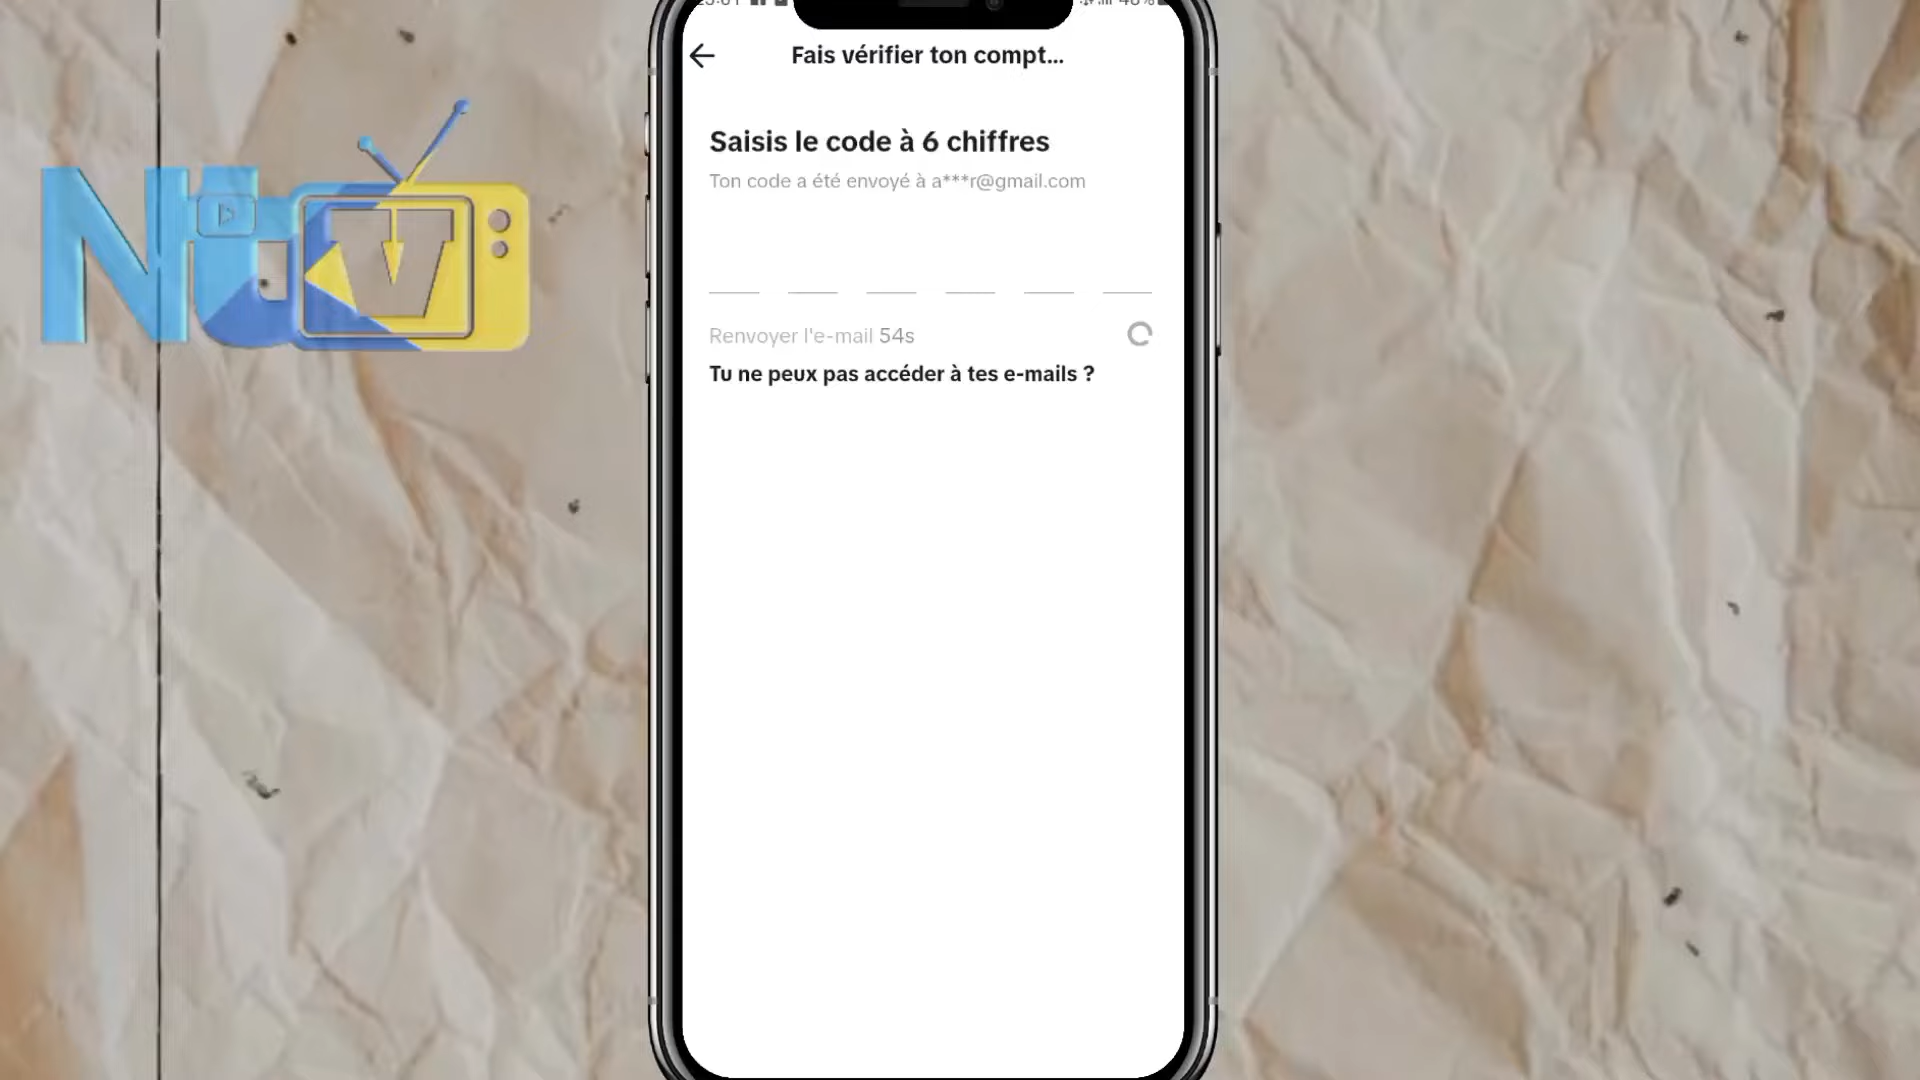 Fais vérifier ton compt...
Saisis le code à 6 chiffres
Ton code a été envoyé à a***r@gmail.com
Renvoyer l'e-mail 54s
Tu ne peux pas accéder à tes e-mails ?